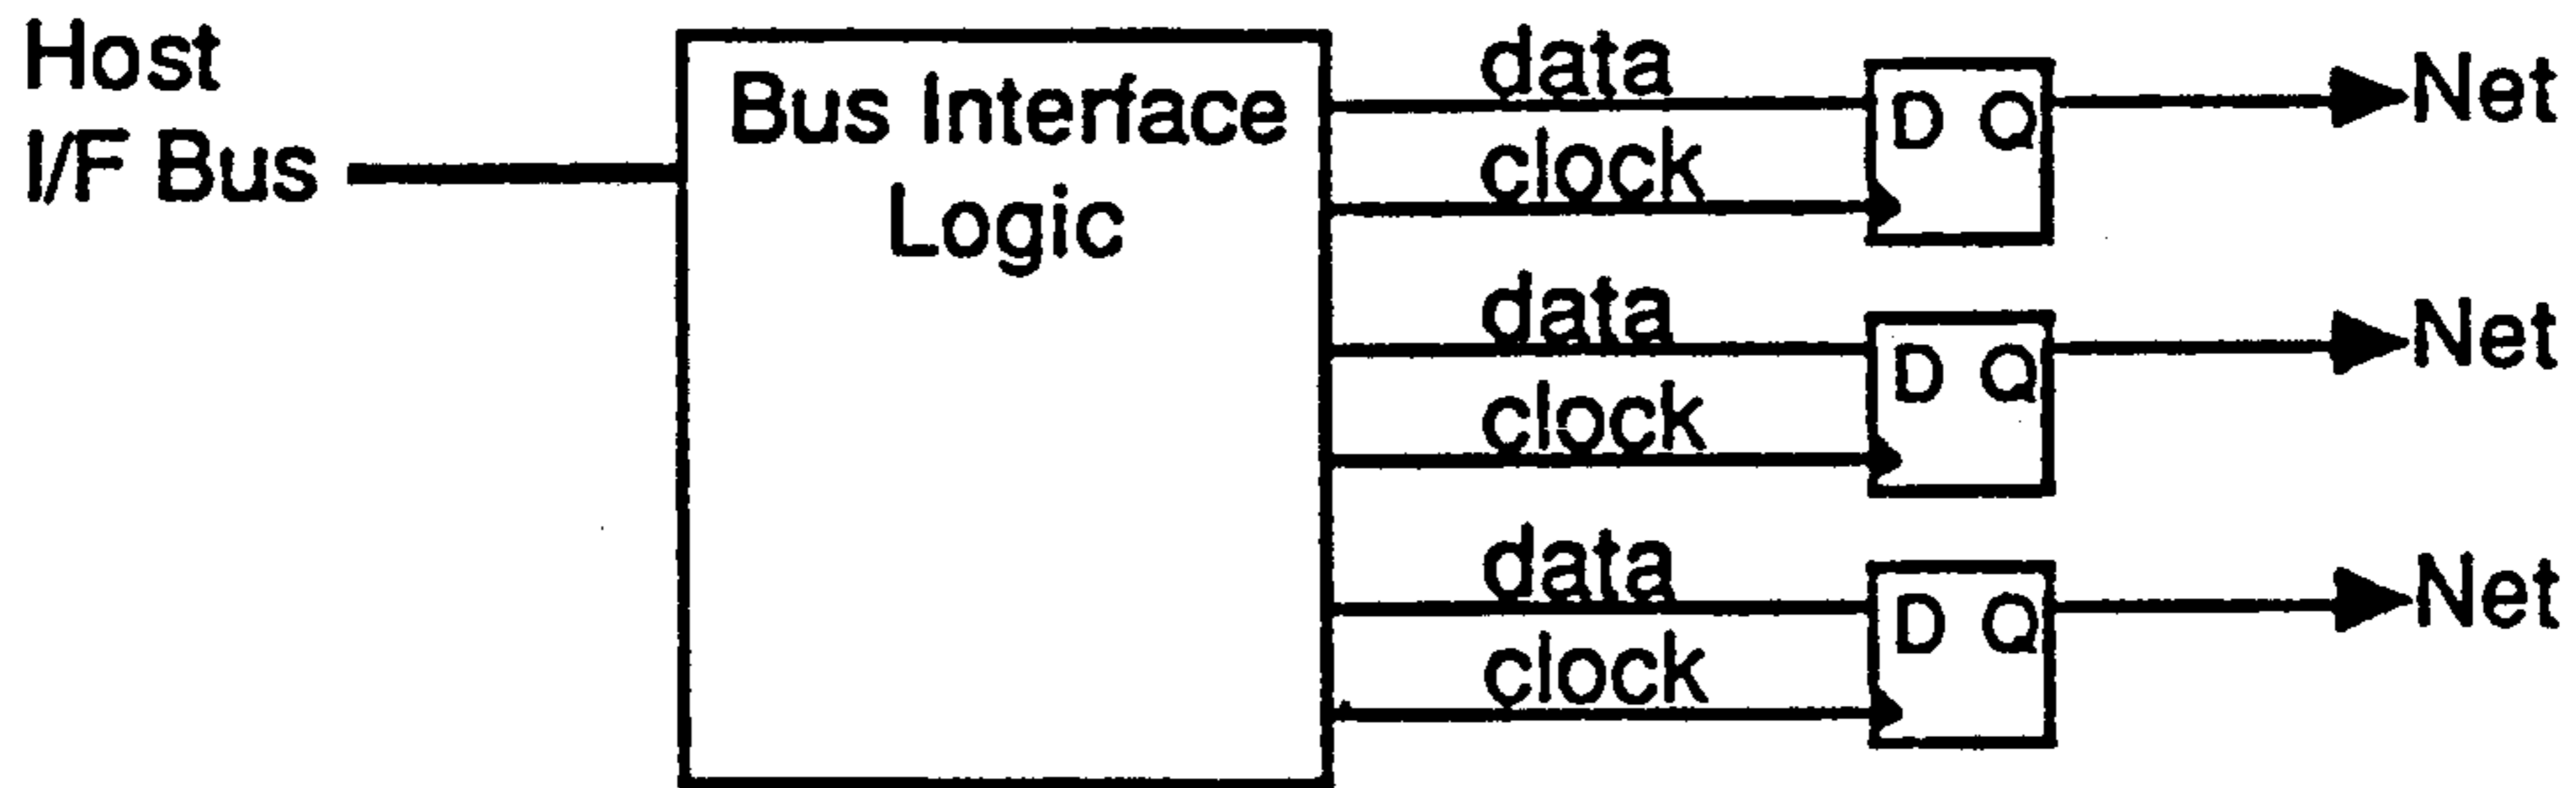 Host
I/F Bus
Bus Interface
Logic
data
clock
D Q
Net
data
clock
D Q
Net
data
clock
D Q
Net